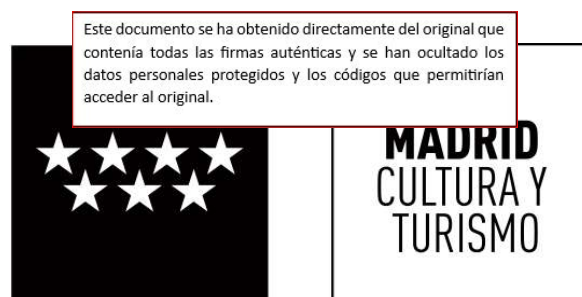 Este documento se ha obtenido directamente del original que
contenía todas las firmas auténticas y se han ocultado los
datos personales protegidos y los códigos que permitirían
acceder al original.
MADRID
CULTURA Y
TURISMO